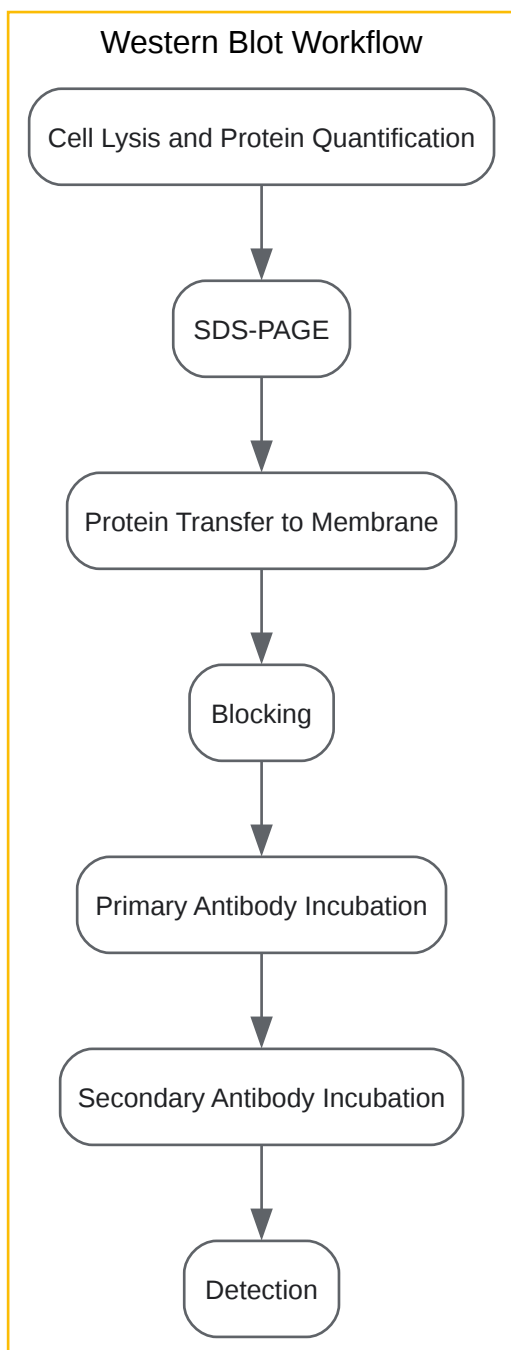 Western Blot Workflow
Cell Lysis and Protein Quantification
SDS-PAGE
Protein Transfer to Membrane
Blocking
Primary Antibody Incubation
Secondary Antibody Incubation
Detection